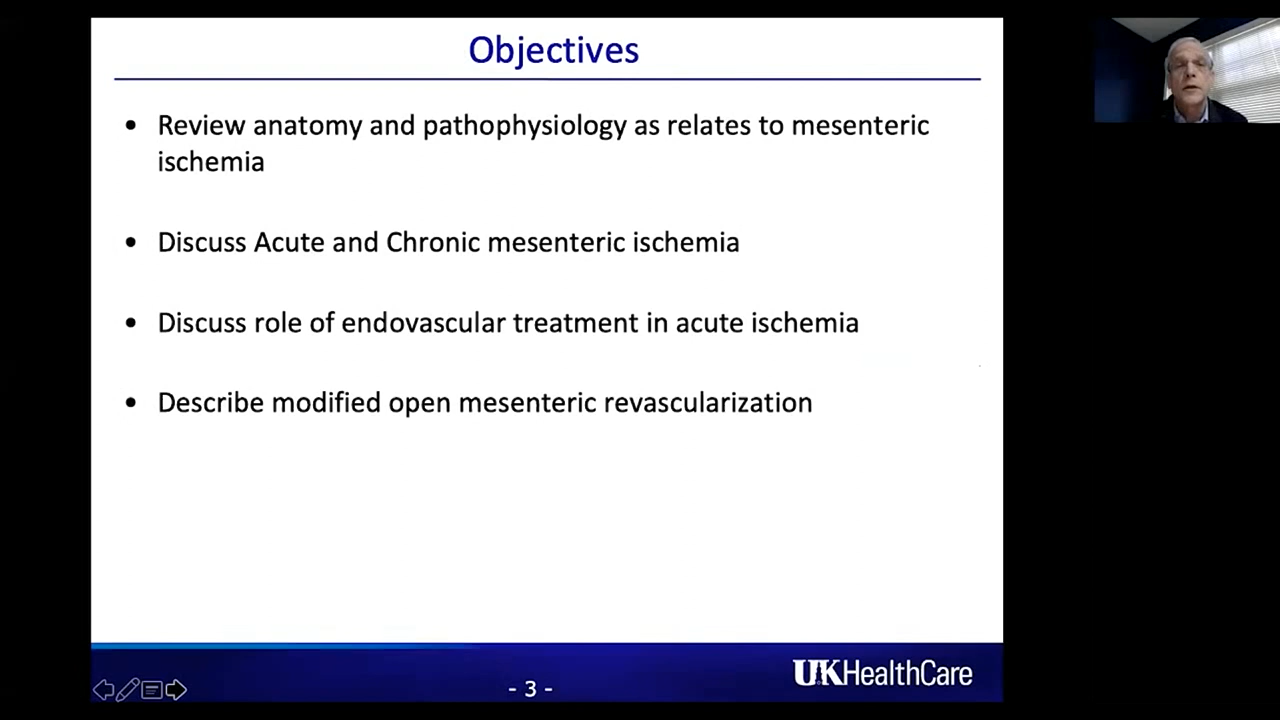 Objectives
• Review anatomy and pathophysiology as relates to mesenteric
ischemia
• Discuss Acute and Chronic mesenteric ischemia
• Discuss role of endovascular treatment in acute ischemia
• Describe modified open mesenteric revascularization
- 3 -
UKHealthCare